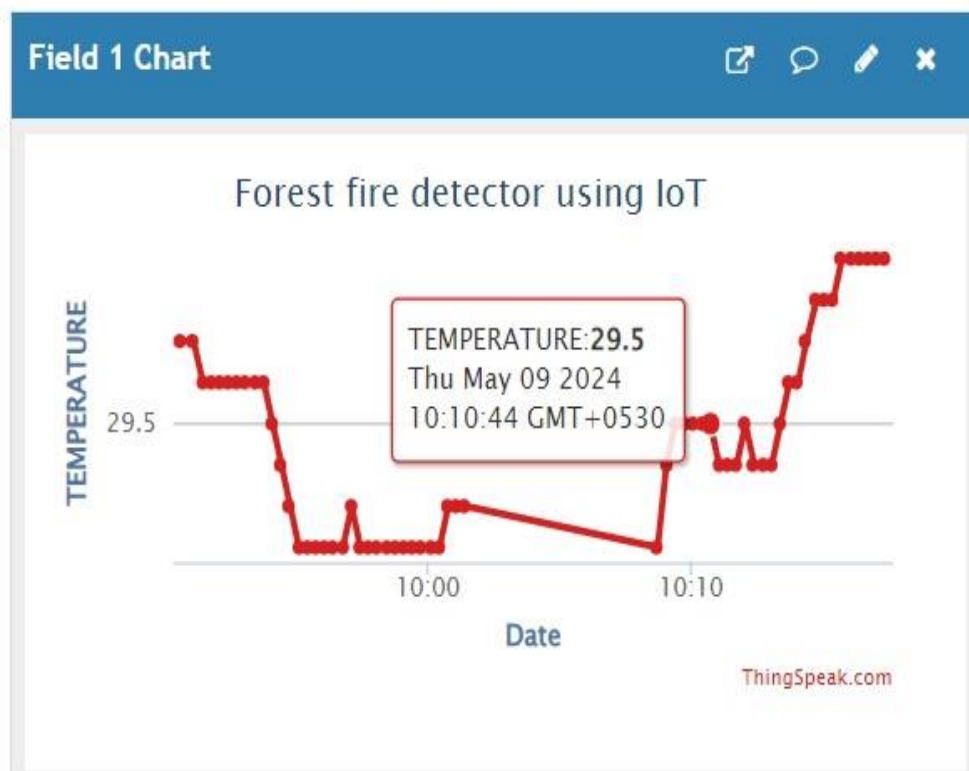 Field 1 Chart
Forest fire detector using IoT
TEMPERATURE
29.5
TEMPERATURE:29.5
Thu May 09 2024
10:10:44 GMT+0530
10:00
10:10
Date
ThingSpeak.com